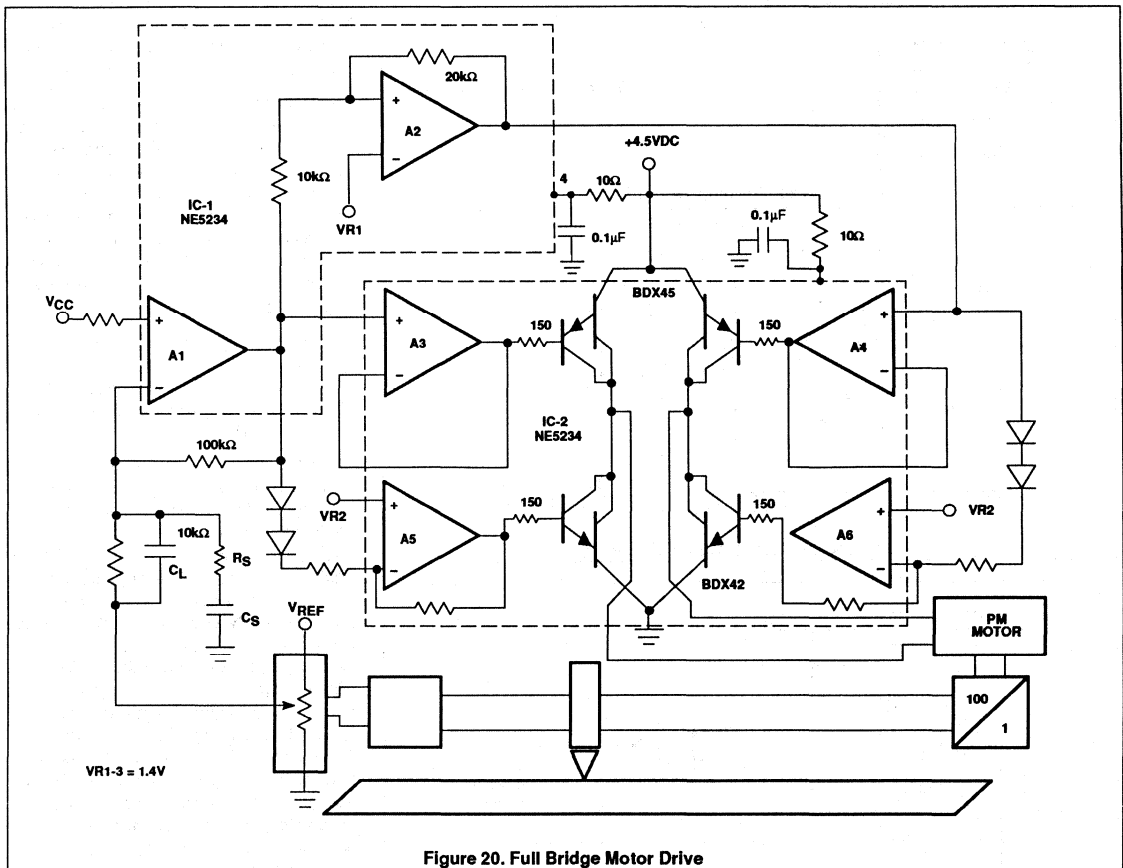 20kΩ
+
A2
−
+4.5VDC
10kΩ
4
10Ω
IC-1
NE5234
VR1
0.1μF
0.1μF
10Ω
BDX45
VCC
+
A1
−
+
A3
−
150
150
+
A4
−
IC-2
NE5234
100kΩ
VR2
+
A5
−
150
150
+
A6
−
VR2
10kΩ
CL
RS
CS
BDX42
VREF
PM
MOTOR
100
1
VR1-3 = 1.4V
Figure 20. Full Bridge Motor Drive